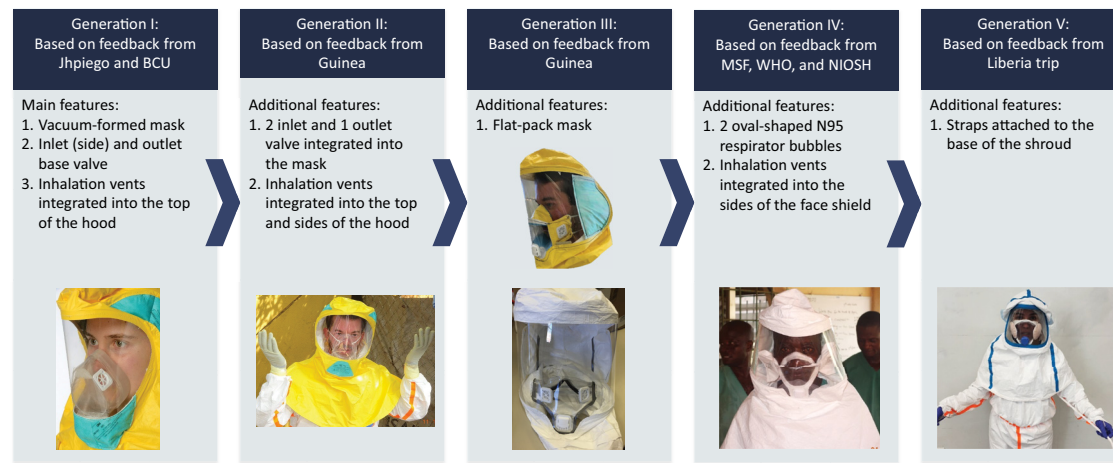 Generation I:
Based on feedback from
Jhpiego and BCU
Main features:
1. Vacuum-formed mask
2. Inlet (side) and outlet
base valve
3. Inhalation vents
integrated into the top
of the hood
Generation II:
Based on feedback from
Guinea
Additional features:
1. 2 inlet and 1 outlet
valve integrated into
the mask
2. Inhalation vents
integrated into the top
and sides of the hood
Generation III:
Based on feedback from
Guinea
Additional features:
1. Flat-pack mask
Generation IV:
Based on feedback from
MSF, WHO, and NIOSH
Additional features:
1. 2 oval-shaped N95
respirator bubbles
2. Inhalation vents
integrated into the
sides of the face shield
Generation V:
Based on feedback from
Liberia trip
Additional features:
1. Straps attached to the
base of the shroud